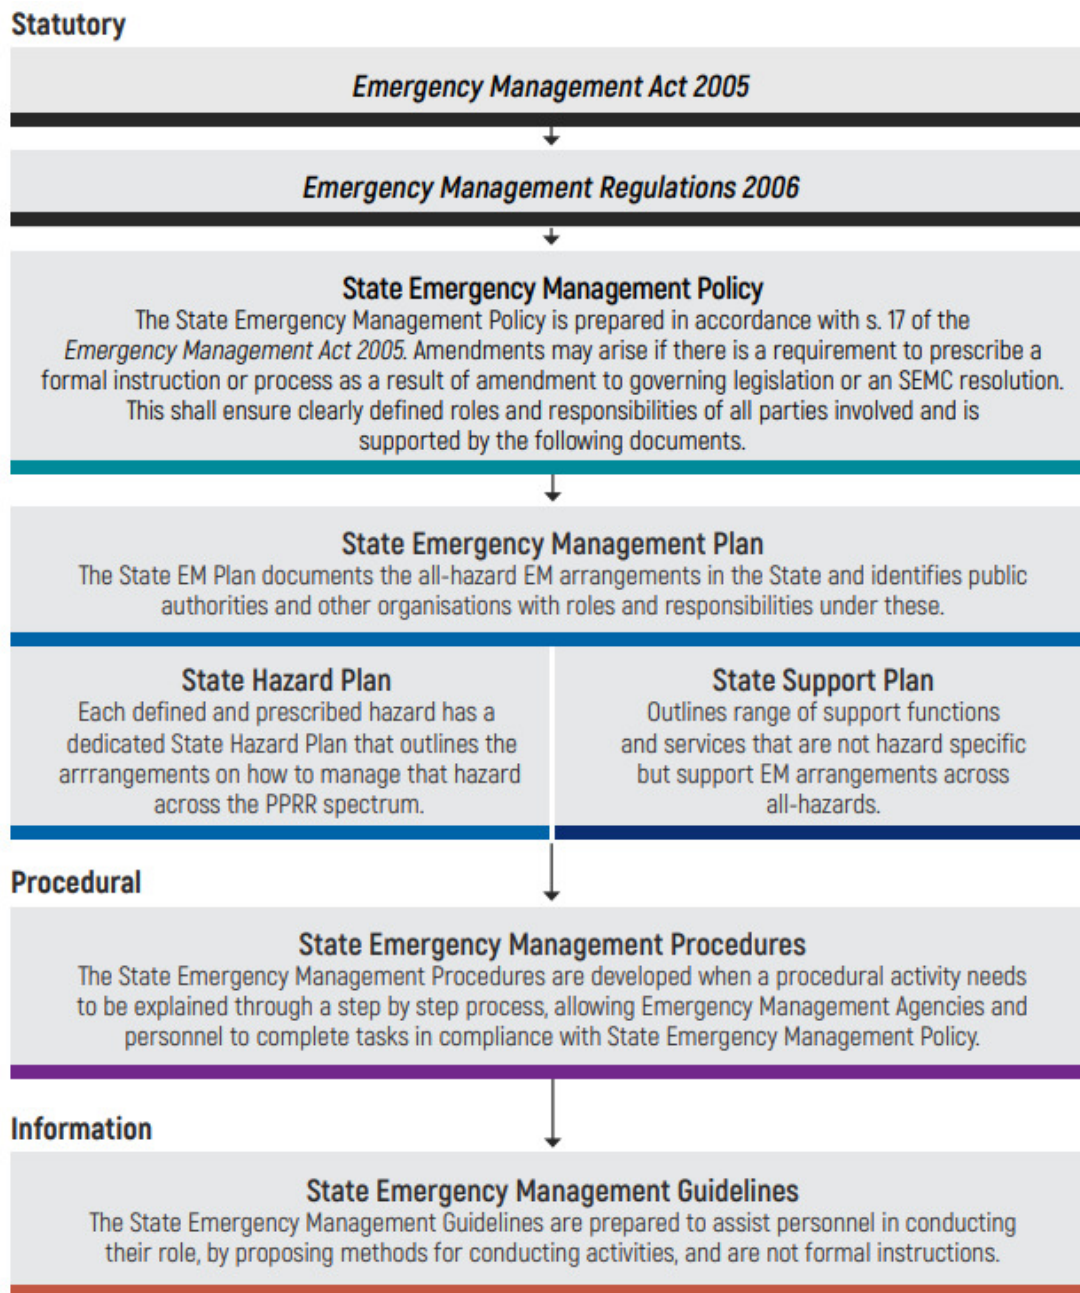 Statutory
Emergency Management Act 2005
Emergency Management Regulations 2006
State Emergency Management Policy
The State Emergency Management Policy is prepared in accordance with s. 17 of the
Emergency Management Act 2005. Amendments may arise if there is a requirement to prescribe a
formal instruction or process as a result of amendment to governing legislation or an SEMC resolution.
This shall ensure clearly defined roles and responsibilities of all parties involved and is
supported by the following documents.
State Emergency Management Plan
The State EM Plan documents the all-hazard EM arrangements in the State and identifies public
authorities and other organisations with roles and responsibilities under these.
State Hazard Plan
Each defined and prescribed hazard has a
dedicated State Hazard Plan that outlines the
arrrangements on how to manage that hazard
across the PPRR spectrum.
State Support Plan
Outlines range of support functions
and services that are not hazard specific
but support EM arrangements across
all-hazards.
Procedural
State Emergency Management Procedures
The State Emergency Management Procedures are developed when a procedural activity needs
to be explained through a step by step process, allowing Emergency Management Agencies and
personnel to complete tasks in compliance with State Emergency Management Policy.
Information
State Emergency Management Guidelines
The State Emergency Management Guidelines are prepared to assist personnel in conducting
their role, by proposing methods for conducting activities, and are not formal instructions.